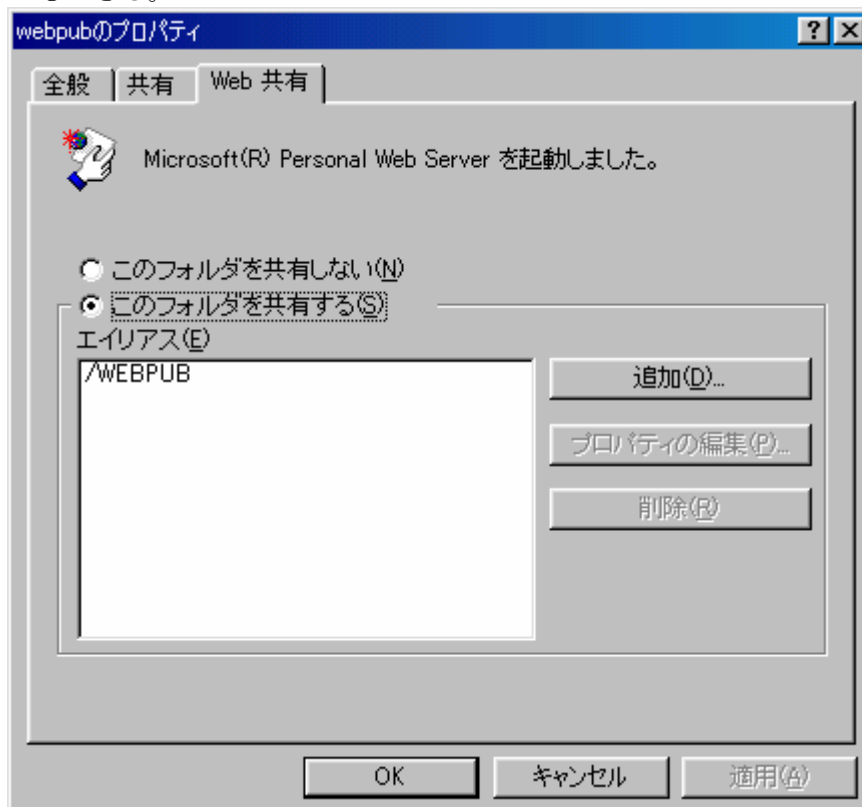 webpubのプロパティ
全般 共有 Web 共有
Microsoft(R) Personal Web Server を起動しました。
このフォルダを共有しない(N)
このフォルダを共有する(S)
エイリアス(E)
/WEBPUB
追加(D)...
プロパティの編集(P)...
削除(R)
OK キャンセル 適用(A)